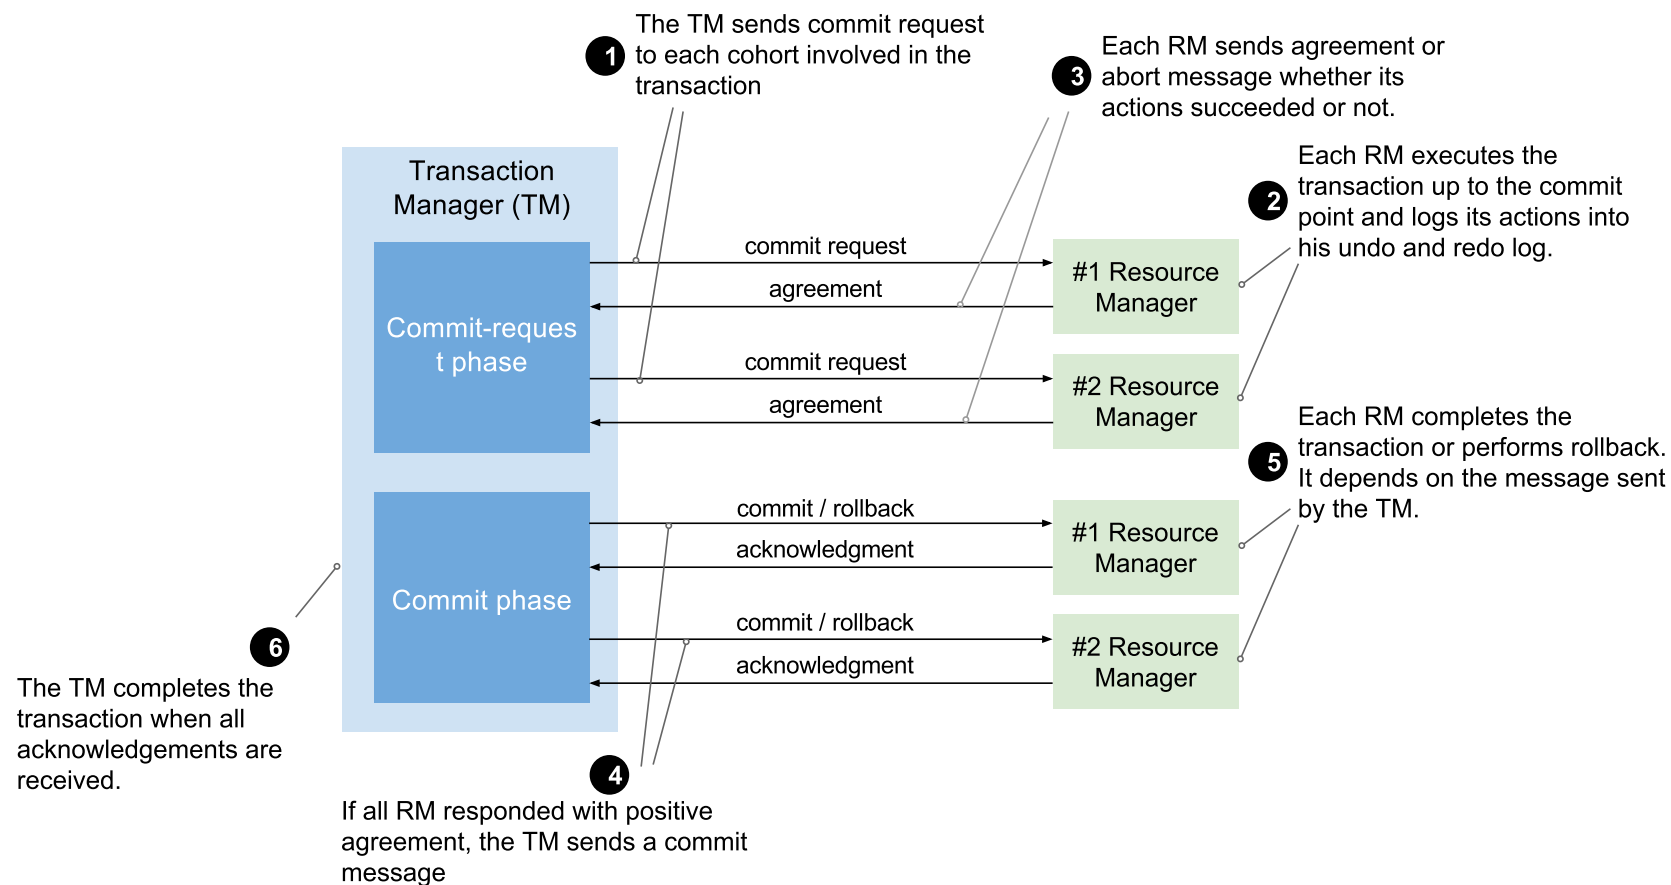 1
The TM sends commit request
to each cohort involved in the
transaction
3
Each RM sends agreement or
abort message whether its
actions succeeded or not.
2
Each RM executes the
transaction up to the commit
point and logs its actions into
his undo and redo log.
Transaction
Manager (TM)
Commit-reques
t phase
commit request
agreement
#1 Resource
Manager
commit request
agreement
#2 Resource
Manager
5
Each RM completes the
transaction or performs rollback.
It depends on the message sent
by the TM.
Commit phase
commit / rollback
acknowledgment
#1 Resource
Manager
commit / rollback
acknowledgment
#2 Resource
Manager
6
The TM completes the
transaction when all
acknowledgements are
received.
4
If all RM responded with positive
agreement, the TM sends a commit
message